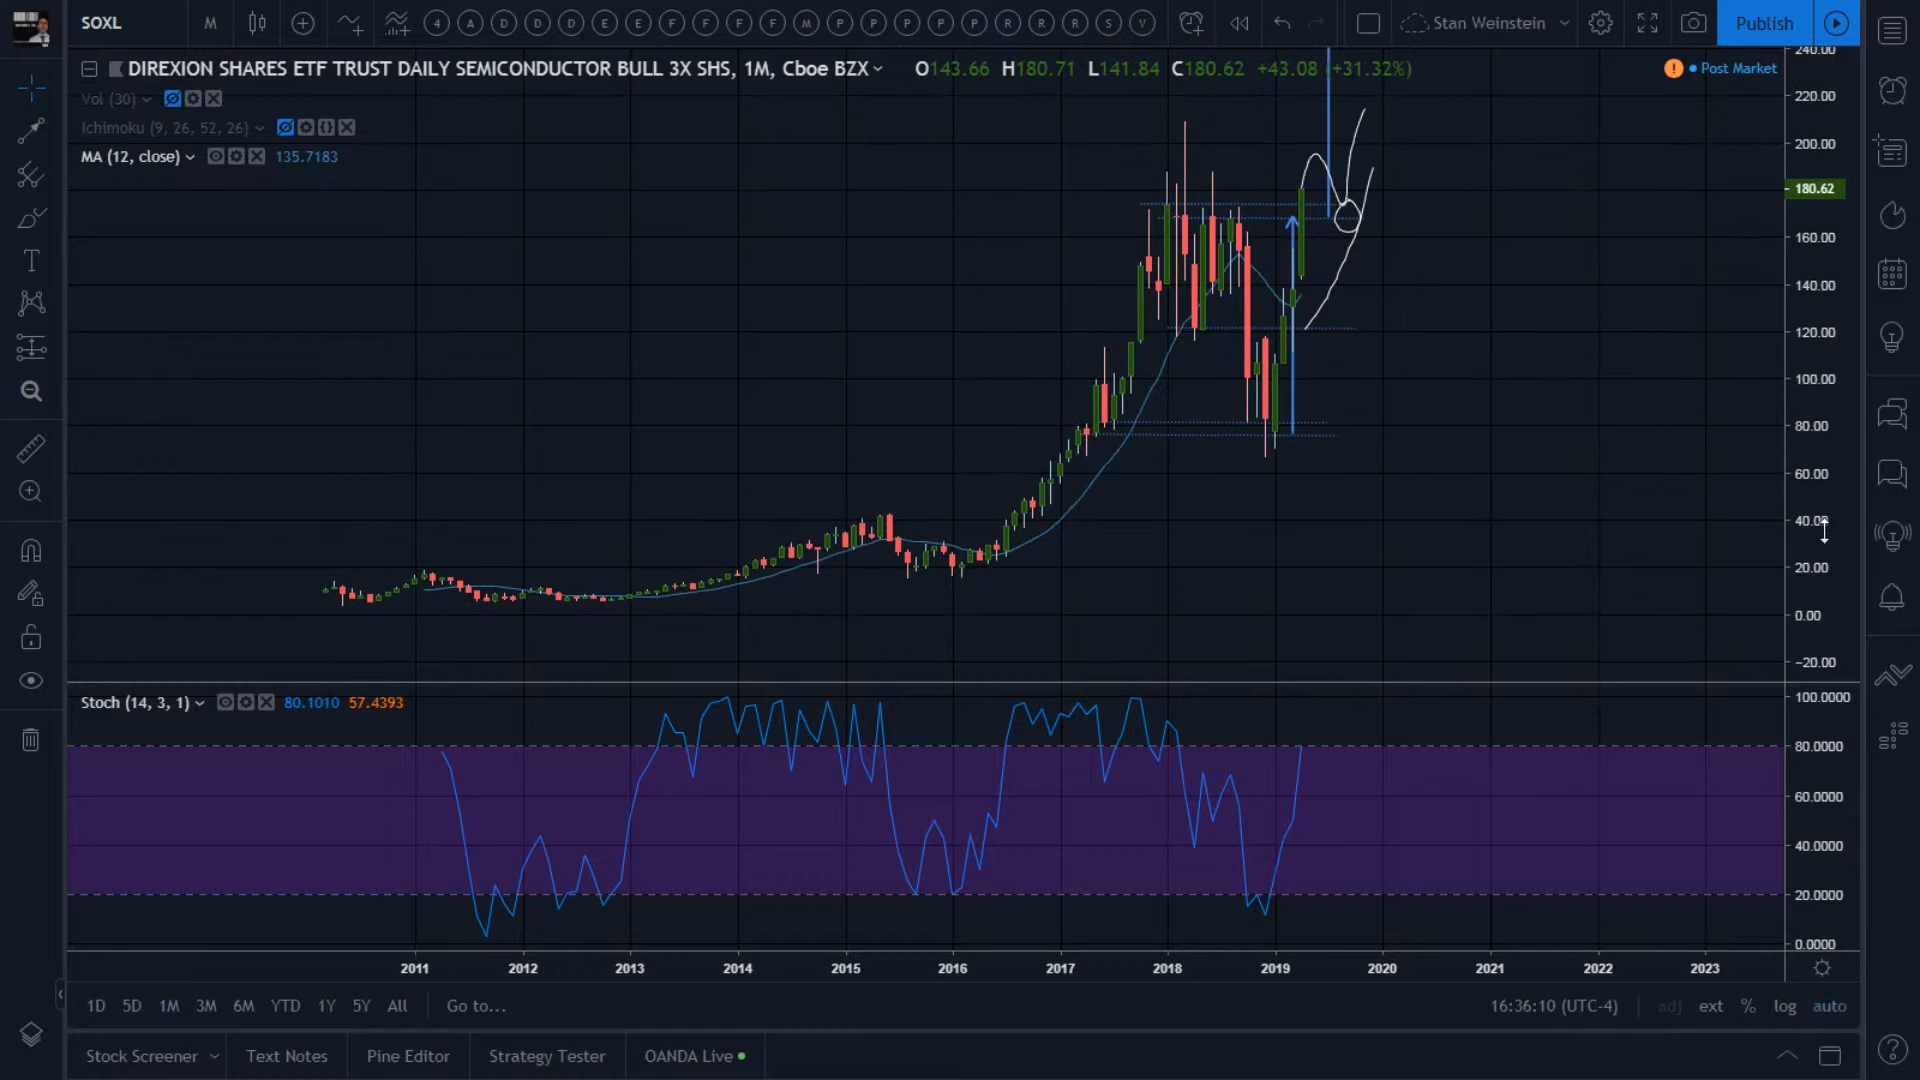 SOXL M 4 A D D D E E F F F F M P P P P P R R R S V Stan Weinstein Publish
DIREXION SHARES ETF TRUST DAILY SEMICONDUCTOR BULL 3X SHS, 1M, Cboe BZX O143.66 H180.71 L141.84 C180.62 +43.08 (+31.32%) ! Post Market
Vol (30)
Ichimoku (9, 26, 52, 26)
MA (12, close) 135.7183
240.00
220.00
200.00
180.62
160.00
140.00
120.00
100.00
80.00
60.00
20.00
0.00
−20.00
Stoch (14, 3, 1) 80.1010 57.4393
100.0000
80.0000
60.0000
40.0000
20.0000
0.0000
2011 2012 2013 2014 2015 2016 2017 2018 2019 2020 2021 2022 2023
1D 5D 1M 3M 6M YTD 1Y 5Y All Go to... 16:36:10 (UTC-4) adj ext % log auto
Stock Screener Text Notes Pine Editor Strategy Tester OANDA Live